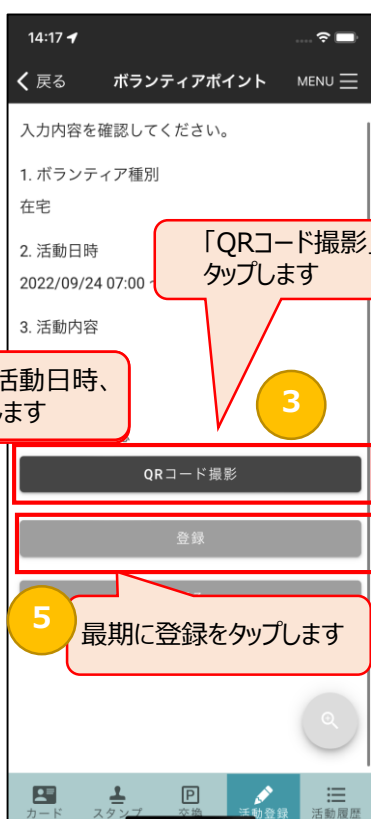 14:17
戻る ボランティアポイント MENU
入力内容を確認してください。
1. ボランティア種別
在宅
2. 活動日時
2022/09/24 07:00 ~
「QRコード撮影」
タップします
3. 活動内容
活動日時、
ます
3
QRコード撮影
登録
5
最期に登録をタップします
カード スタンプ 交換 活動登録 活動履歴